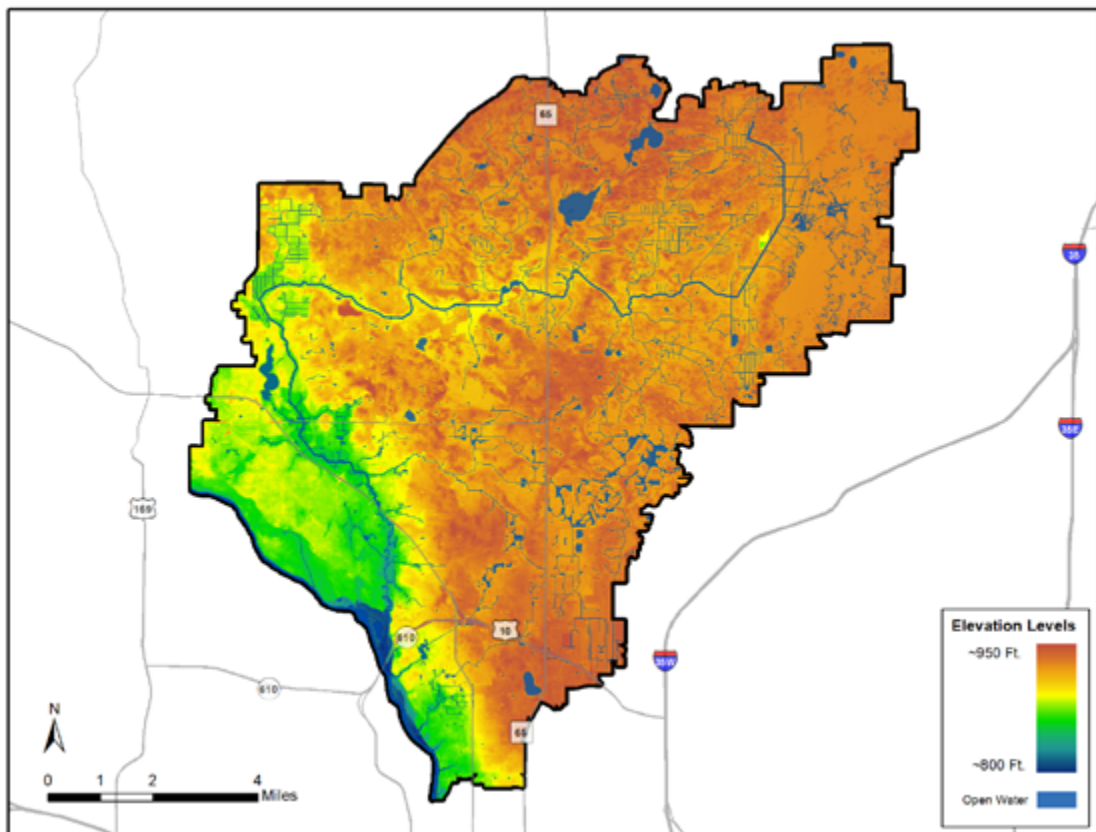 65
35
35E
169
Elevation Levels
~950 Ft.
~800 Ft.
Open Water
610
10
35W
610
65
N
0 1 2 4
Miles